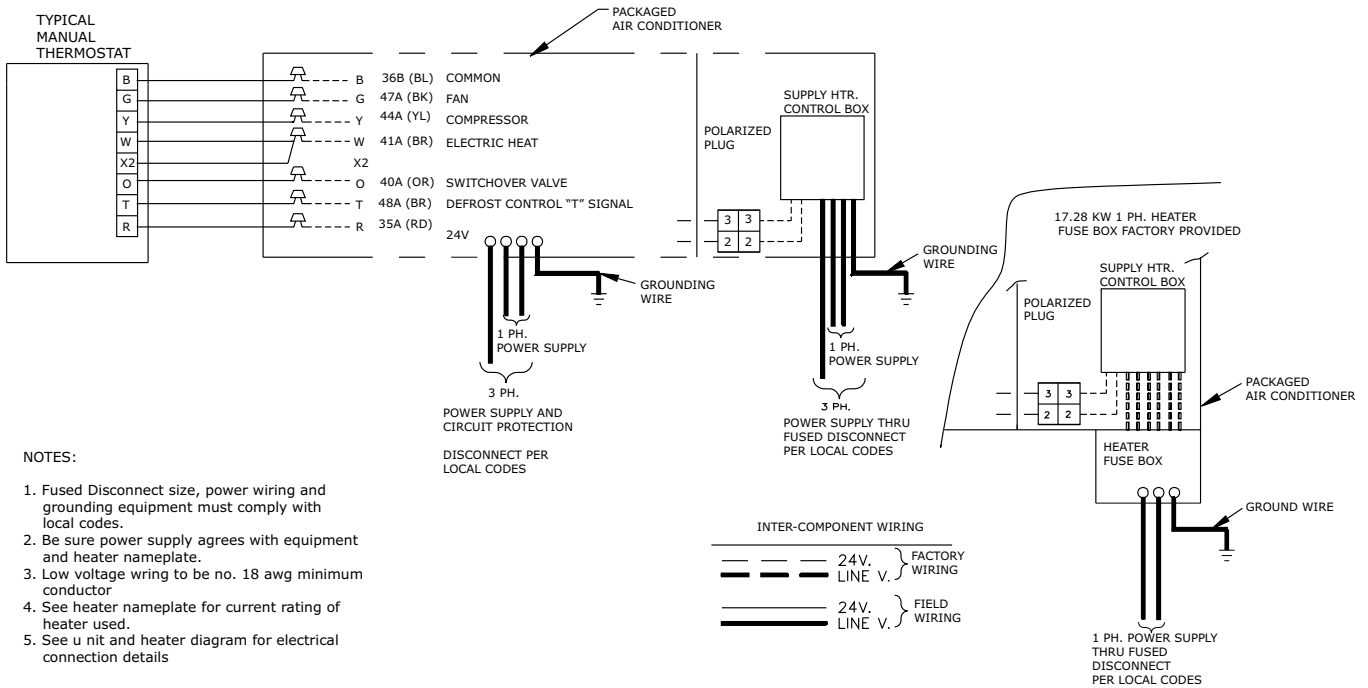 TYPICAL
MANUAL
THERMOSTAT
B
G
Y
W
X2
O
T
R
PACKAGED
AIR CONDITIONER
B 36B (BL) COMMON
G 47A (BK) FAN
Y 44A (YL) COMPRESSOR
W 41A (BR) ELECTRIC HEAT
X2
O 40A (OR) SWITCHOVER VALVE
T 48A (BR) DEFROST CONTROL “T” SIGNAL
R 35A (RD)
24V
GROUNDING
WIRE
1 PH.
POWER SUPPLY
3 PH.
POWER SUPPLY AND
CIRCUIT PROTECTION
DISCONNECT PER
LOCAL CODES
SUPPLY HTR.
CONTROL BOX
POLARIZED
PLUG
3 3
2 2
GROUNDING
WIRE
1 PH.
POWER SUPPLY
3 PH.
POWER SUPPLY THRU
FUSED DISCONNECT
PER LOCAL CODES
17.28 KW 1 PH. HEATER
FUSE BOX FACTORY PROVIDED
SUPPLY HTR.
CONTROL BOX
POLARIZED
PLUG
3 3
2 2
PACKAGED
AIR CONDITIONER
HEATER
FUSE BOX
GROUND WIRE
1 PH. POWER SUPPLY
THRU FUSED
DISCONNECT
PER LOCAL CODES
NOTES:
1. Fused Disconnect size, power wiring and
grounding equipment must comply with
local codes.
2. Be sure power supply agrees with equipment
and heater nameplate.
3. Low voltage wring to be no. 18 awg minimum
conductor
4. See heater nameplate for current rating of
heater used.
5. See u nit and heater diagram for electrical
connection details
INTER-COMPONENT WIRING
24V.
LINE V.
FACTORY
WIRING
24V.
LINE V.
FIELD
WIRING